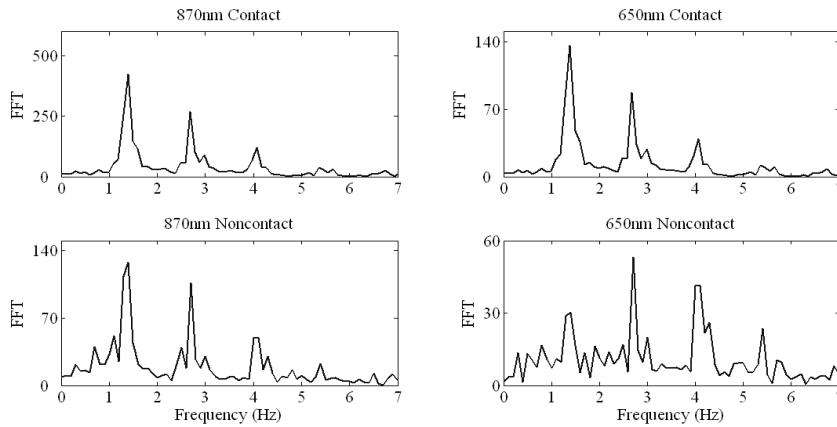 870nm Contact
FFT
500
250
0
0 1 2 3 4 5 6 7
650nm Contact
FFT
140
70
0
0 1 2 3 4 5 6 7
870nm Noncontact
FFT
140
70
0
0 1 2 3 4 5 6 7
Frequency (Hz)
650nm Noncontact
FFT
60
30
0
0 1 2 3 4 5 6 7
Frequency (Hz)